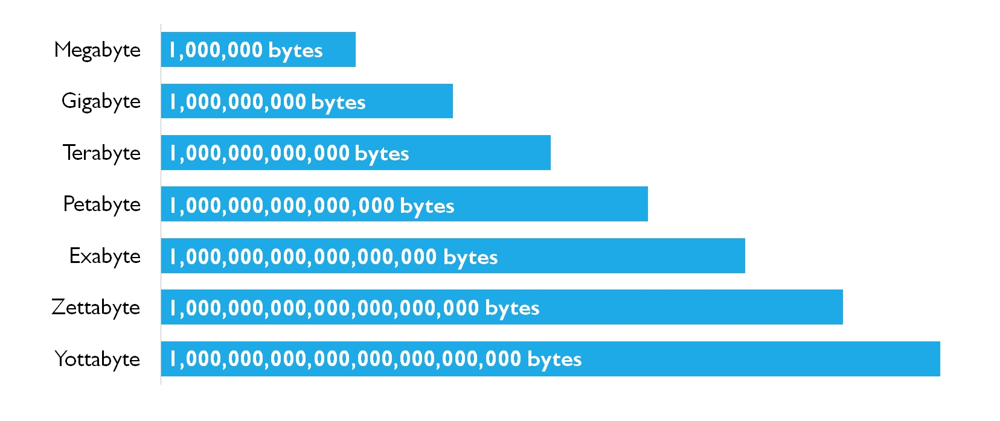 Megabyte 1,000,000 bytes
Gigabyte 1,000,000,000 bytes
Terabyte 1,000,000,000,000 bytes
Petabyte 1,000,000,000,000,000 bytes
Exabyte 1,000,000,000,000,000,000 bytes
Zettabyte 1,000,000,000,000,000,000,000 bytes
Yottabyte 1,000,000,000,000,000,000,000,000 bytes